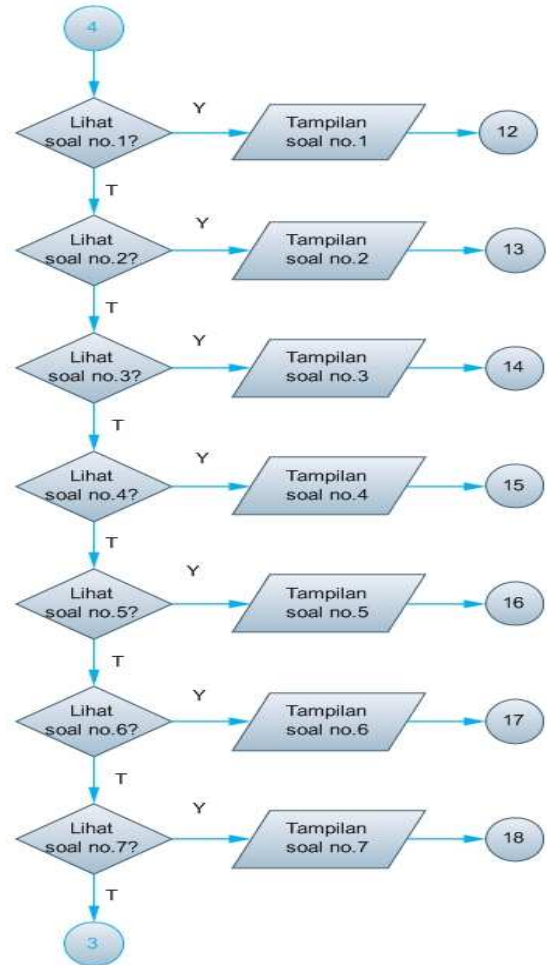 4
Y
Lihat
soal no.1?
Tampilan
soal no.1
12
T
Y
Lihat
soal no.2?
Tampilan
soal no.2
13
T
Y
Lihat
soal no.3?
Tampilan
soal no.3
14
T
Y
Lihat
soal no.4?
Tampilan
soal no.4
15
T
Y
Lihat
soal no.5?
Tampilan
soal no.5
16
T
Y
Lihat
soal no.6?
Tampilan
soal no.6
17
T
Y
Lihat
soal no.7?
Tampilan
soal no.7
18
T
3